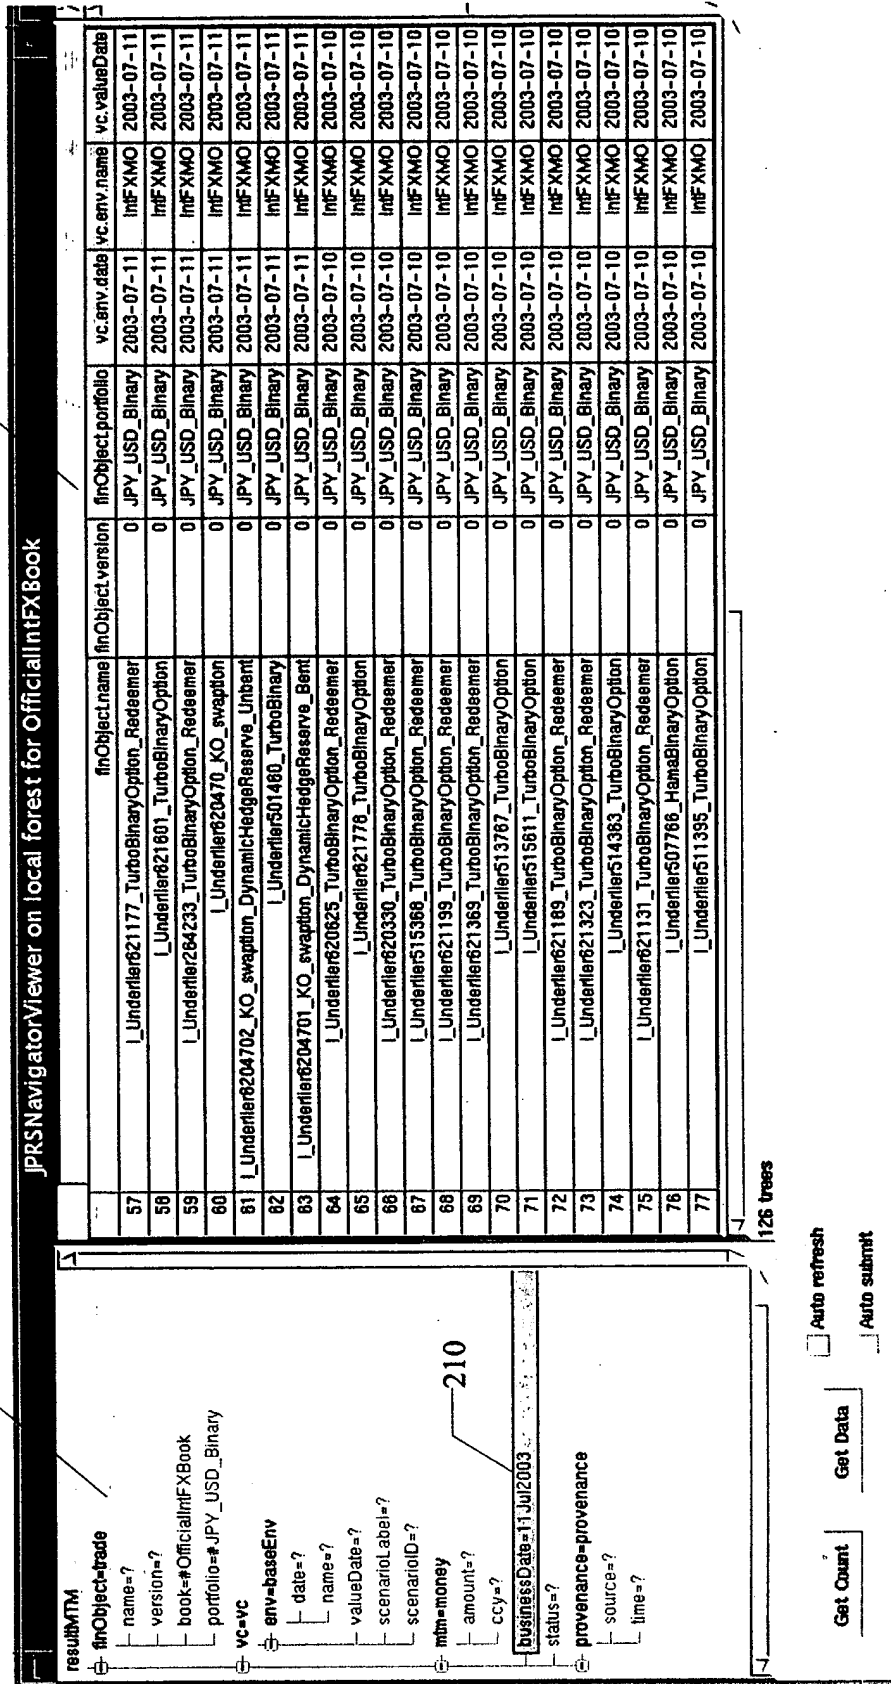 JPRSNavigatorViewer on local forest for OfficialIntFXBook
resultMTM
finObject=trade
name=?
version=?
book=#OfficialIntFXBook
portfolio=#JPY_USD_Binary
vc=vc
env=baseEnv
date=?
name=?
valueDate=?
scenarioLabel=?
scenarioID=?
mtm=money
amount=?
ccy=?
businessDate=11Jul2003
status=?
provenance=provenance
source=?
time=?
210
finObject.name finObject.version finObject.portfolio vc.env.date vc.env.name vc.valueDate
57 I_Underlier621177_TurboBinaryOption_Redeemer 0 JPY_USD_Binary 2003-07-11 IntFXMO 2003-07-11
58 I_Underlier621601_TurboBinaryOption 0 JPY_USD_Binary 2003-07-11 IntFXMO 2003-07-11
59 I_Underlier264233_TurboBinaryOption_Redeemer 0 JPY_USD_Binary 2003-07-11 IntFXMO 2003-07-11
60 I_Underlier620470_KO_swaption 0 JPY_USD_Binary 2003-07-11 IntFXMO 2003-07-11
61 I_Underlier6204702_KO_swaption_DynamicHedgeReserve_Unbent 0 JPY_USD_Binary 2003-07-11 IntFXMO 2003-07-11
62 I_Underlier501460_TurboBinary 0 JPY_USD_Binary 2003-07-11 IntFXMO 2003-07-11
63 I_Underlier6204701_KO_swaption_DynamicHedgeReserve_Bent 0 JPY_USD_Binary 2003-07-11 IntFXMO 2003-07-11
64 I_Underlier620625_TurboBinaryOption_Redeemer 0 JPY_USD_Binary 2003-07-10 IntFXMO 2003-07-10
65 I_Underlier621778_TurboBinaryOption 0 JPY_USD_Binary 2003-07-10 IntFXMO 2003-07-10
66 I_Underlier620330_TurboBinaryOption_Redeemer 0 JPY_USD_Binary 2003-07-10 IntFXMO 2003-07-10
67 I_Underlier515368_TurboBinaryOption_Redeemer 0 JPY_USD_Binary 2003-07-10 IntFXMO 2003-07-10
68 I_Underlier621199_TurboBinaryOption_Redeemer 0 JPY_USD_Binary 2003-07-10 IntFXMO 2003-07-10
69 I_Underlier621369_TurboBinaryOption_Redeemer 0 JPY_USD_Binary 2003-07-10 IntFXMO 2003-07-10
70 I_Underlier513767_TurboBinaryOption 0 JPY_USD_Binary 2003-07-10 IntFXMO 2003-07-10
71 I_Underlier515611_TurboBinaryOption 0 JPY_USD_Binary 2003-07-10 IntFXMO 2003-07-10
72 I_Underlier621189_TurboBinaryOption_Redeemer 0 JPY_USD_Binary 2003-07-10 IntFXMO 2003-07-10
73 I_Underlier621323_TurboBinaryOption_Redeemer 0 JPY_USD_Binary 2003-07-10 IntFXMO 2003-07-10
74 I_Underlier514363_TurboBinaryOption 0 JPY_USD_Binary 2003-07-10 IntFXMO 2003-07-10
75 I_Underlier621131_TurboBinaryOption_Redeemer 0 JPY_USD_Binary 2003-07-10 IntFXMO 2003-07-10
76 I_Underlier507766_HamaBinaryOption 0 JPY_USD_Binary 2003-07-10 IntFXMO 2003-07-10
77 I_Underlier511395_TurboBinaryOption 0 JPY_USD_Binary 2003-07-10 IntFXMO 2003-07-10
126 trees
Get Count Get Data Auto refresh
Auto submit